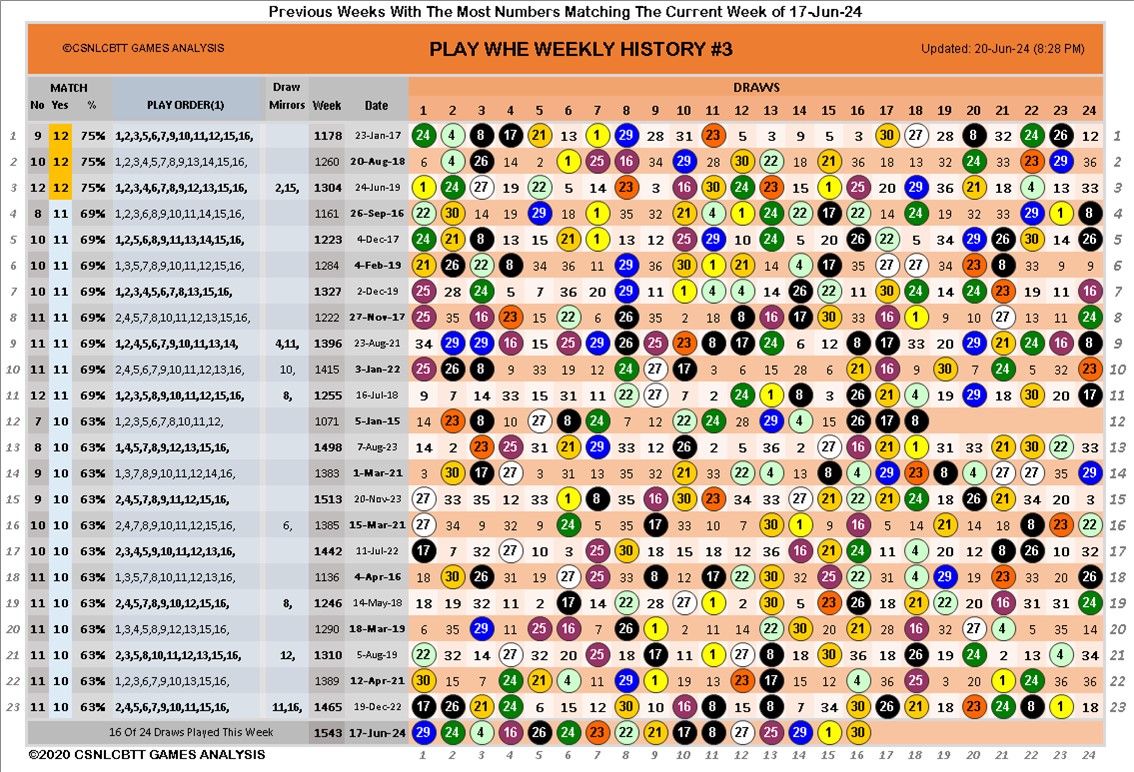 Previous Weeks With The Most Numbers Matching The Current Week of 17-Jun-24
©CSNLCBTT GAMES ANALYSIS PLAY WHE WEEKLY HISTORY #3 Updated: 20-Jun-24 (8:28 PM)
MATCH Draw DRAWS
No Yes % PLAY ORDER(1) Mirrors Week Date 1 2 3 4 5 6 7 8 9 10 11 12 13 14 15 16 17 18 19 20 21 22 23 24
1 9 12 75% 1,2,3,5,6,7,9,10,11,12,15,16, 1178 23-Jan-17 24 4 8 17 21 13 1 29 28 31 23 5 3 9 5 3 30 27 28 8 32 24 26 12 1
2 10 12 75% 1,2,3,4,5,7,8,9,13,14,15,16, 1260 20-Aug-18 6 4 26 14 2 1 25 16 34 29 28 30 22 18 21 36 18 13 32 24 33 23 29 36 2
3 12 12 75% 1,2,3,4,6,7,8,9,12,13,15,16, 2,15, 1304 24-Jun-19 1 24 27 19 22 5 14 23 3 16 30 24 23 15 1 25 18 29 36 21 18 4 13 33 3
4 8 11 69% 1,2,3,6,8,9,10,11,14,15,16, 1161 26-Sep-16 22 30 14 19 29 18 1 35 32 21 4 1 24 22 17 22 14 24 19 32 33 29 1 8 4
5 10 11 69% 1,2,5,6,8,9,11,13,14,15,16, 1223 4-Dec-17 24 21 8 13 15 21 1 13 12 25 29 10 24 5 20 26 22 5 34 29 26 30 14 26 5
6 10 11 69% 1,3,5,7,8,9,10,11,12,15,16, 1284 4-Feb-19 21 26 22 8 34 36 11 29 36 30 1 21 14 4 17 35 27 27 34 23 8 33 9 9 6
7 10 11 69% 1,2,3,4,5,6,7,8,13,15,16, 1327 2-Dec-19 25 28 24 5 7 36 20 29 11 1 4 4 14 26 22 11 30 24 14 24 23 19 11 16 7
8 11 11 69% 2,4,5,7,8,10,11,12,13,15,16, 1222 27-Nov-17 25 35 16 23 15 22 6 26 35 2 18 8 16 17 30 33 16 1 9 10 27 13 11 24 8
9 11 11 69% 1,2,4,5,6,7,9,10,11,13,14, 4,11, 1396 23-Aug-21 34 29 29 16 15 25 29 26 25 23 8 17 24 6 12 8 17 33 20 29 21 24 16 8 9
10 11 11 69% 2,4,5,6,7,9,10,11,12,13,16, 10, 1415 3-Jan-22 25 26 8 9 33 19 12 24 27 17 3 6 15 28 6 21 16 9 30 7 24 5 32 23 10
11 12 11 69% 1,2,3,5,8,9,10,11,12,15,16, 8, 1255 16-Jul-18 9 7 14 33 15 31 11 22 27 7 2 24 1 8 3 26 21 4 19 29 18 30 20 17 11
12 7 10 63% 1,2,3,5,6,7,8,10,11,12, 1071 5-Jan-15 14 23 8 10 27 8 24 7 12 22 24 28 29 4 15 26 17 8 12
13 8 10 63% 1,4,5,7,8,9,12,13,15,16, 1498 7-Aug-23 14 2 23 25 31 21 29 33 12 26 2 5 36 2 27 16 21 1 31 33 21 30 22 33 13
14 9 10 63% 1,3,7,8,9,10,11,12,14,16, 1383 1-Mar-21 3 30 17 27 3 31 13 35 32 21 33 22 4 13 8 4 29 23 8 4 27 27 35 29 14
15 9 10 63% 2,4,5,7,8,9,11,12,15,16, 1513 20-Nov-23 27 33 35 12 33 1 8 35 16 30 23 34 33 27 21 22 21 24 18 26 21 34 20 3 15
16 10 10 63% 2,4,7,8,9,10,11,12,15,16, 6, 1385 15-Mar-21 27 34 9 32 9 24 5 35 17 33 10 7 30 1 9 16 5 19 21 14 18 8 23 22 16
17 10 10 63% 2,3,4,5,9,10,11,12,13,16, 1442 11-Jul-22 17 7 32 27 10 3 25 30 18 15 18 12 36 16 21 24 11 4 20 12 8 26 10 32 17
18 11 10 63% 1,3,5,7,8,10,11,12,13,16, 1136 4-Apr-16 18 30 26 31 19 27 25 33 8 11 17 22 30 32 25 22 31 4 29 31 23 33 20 26 18
19 11 10 63% 2,4,5,7,8,9,10,12,15,16, 8, 1246 14-May-18 18 19 32 11 2 17 14 22 28 27 1 2 30 5 23 26 18 21 22 20 16 31 31 24 19
20 11 10 63% 1,3,4,5,8,9,12,13,15,16, 1290 18-Mar-19 6 35 29 11 25 16 7 26 1 2 11 14 22 30 20 21 28 16 32 27 4 5 35 14 20
21 11 10 63% 2,3,5,8,10,11,12,13,15,16, 12, 1310 5-Aug-19 22 32 14 27 32 20 25 18 17 11 1 27 8 18 30 36 18 26 19 24 2 13 4 34 21
22 11 10 63% 1,2,3,6,7,9,10,13,15,16, 1389 12-Apr-21 30 15 7 24 21 4 11 29 1 19 13 23 17 15 12 4 36 25 3 20 1 24 36 36 22
23 11 10 63% 2,4,5,6,7,9,10,11,15,16, 11,16, 1465 19-Dec-22 17 26 21 24 6 15 12 30 10 16 8 15 8 7 34 30 26 21 18 23 24 8 1 18 23
16 Of 24 Draws Played This Week 1543 17-Jun-24 29 24 4 16 26 24 23 22 21 17 8 27 25 29 1 30
©2020 CSNLCBTT GAMES ANALYSIS 1 2 3 4 5 6 7 8 9 10 11 12 13 14 15 16 17 18 19 20 21 22 23 24